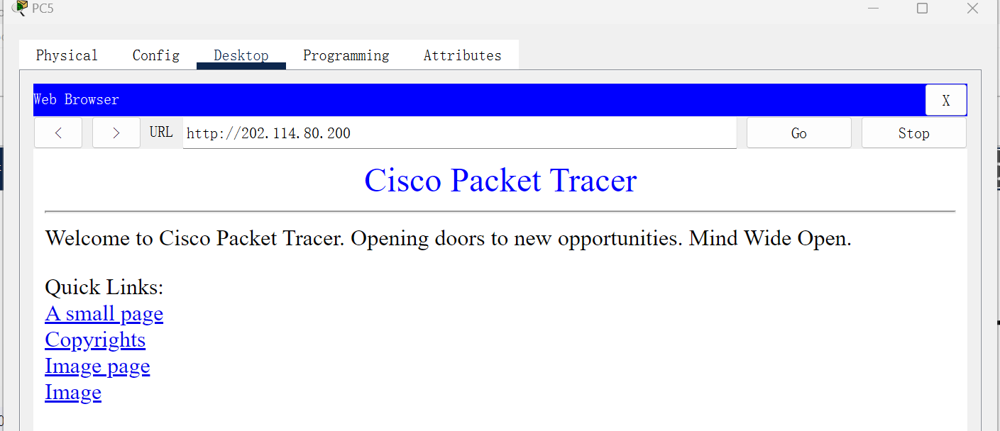 PC5
Physical Config Desktop Programming Attributes
Web Browser X
< > URL http://202.114.80.200 Go Stop
Cisco Packet Tracer
Welcome to Cisco Packet Tracer. Opening doors to new opportunities. Mind Wide Open.
Quick Links:
A small page
Copyrights
Image page
Image